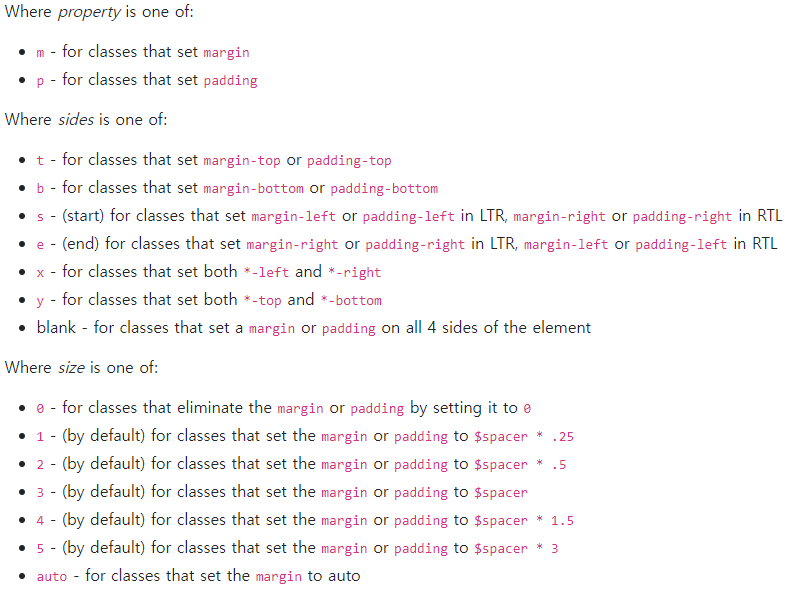 Where property is one of:
• m - for classes that set margin
• p - for classes that set padding
Where sides is one of:
• t - for classes that set margin-top or padding-top
• b - for classes that set margin-bottom or padding-bottom
• s - (start) for classes that set margin-left or padding-left in LTR, margin-right or padding-right in RTL
• e - (end) for classes that set margin-right or padding-right in LTR, margin-left or padding-left in RTL
• x - for classes that set both *-left and *-right
• y - for classes that set both *-top and *-bottom
• blank - for classes that set a margin or padding on all 4 sides of the element
Where size is one of:
• 0 - for classes that eliminate the margin or padding by setting it to 0
• 1 - (by default) for classes that set the margin or padding to $spacer * .25
• 2 - (by default) for classes that set the margin or padding to $spacer * .5
• 3 - (by default) for classes that set the margin or padding to $spacer
• 4 - (by default) for classes that set the margin or padding to $spacer * 1.5
• 5 - (by default) for classes that set the margin or padding to $spacer * 3
• auto - for classes that set the margin to auto